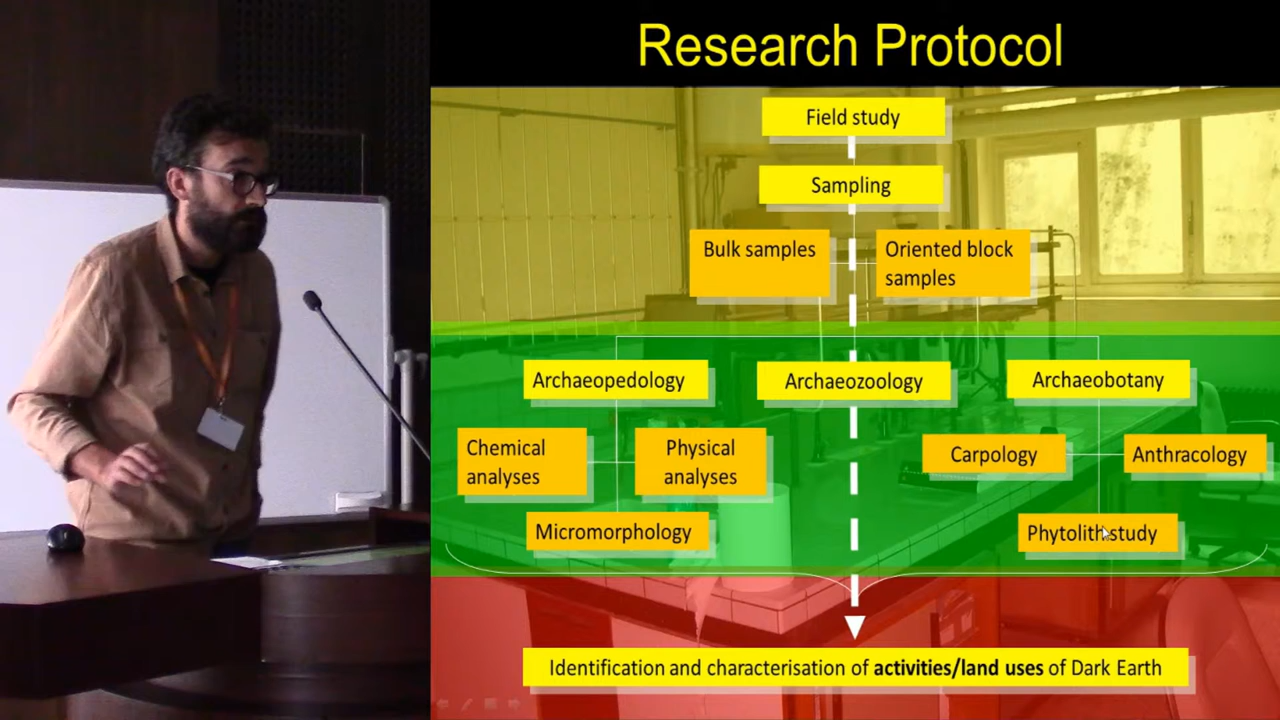 Research Protocol
Field study
Sampling
Bulk samples
Oriented block
samples
Archaeopedology
Archaeozoology
Archaeobotany
Chemical
analyses
Physical
analyses
Carpology
Anthracology
Micromorphology
Phytolith study
Identification and characterisation of activities/land uses of Dark Earth